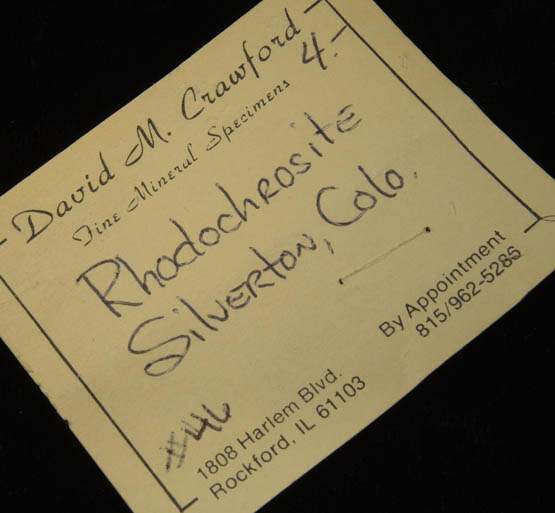 David M. Crawford
Fine Mineral Specimens
4.-
Rhodochrosite
Silverton, Colo.
By Appointment
815/962-5285
#46
1808 Harlem Blvd.
Rockford, IL 61103